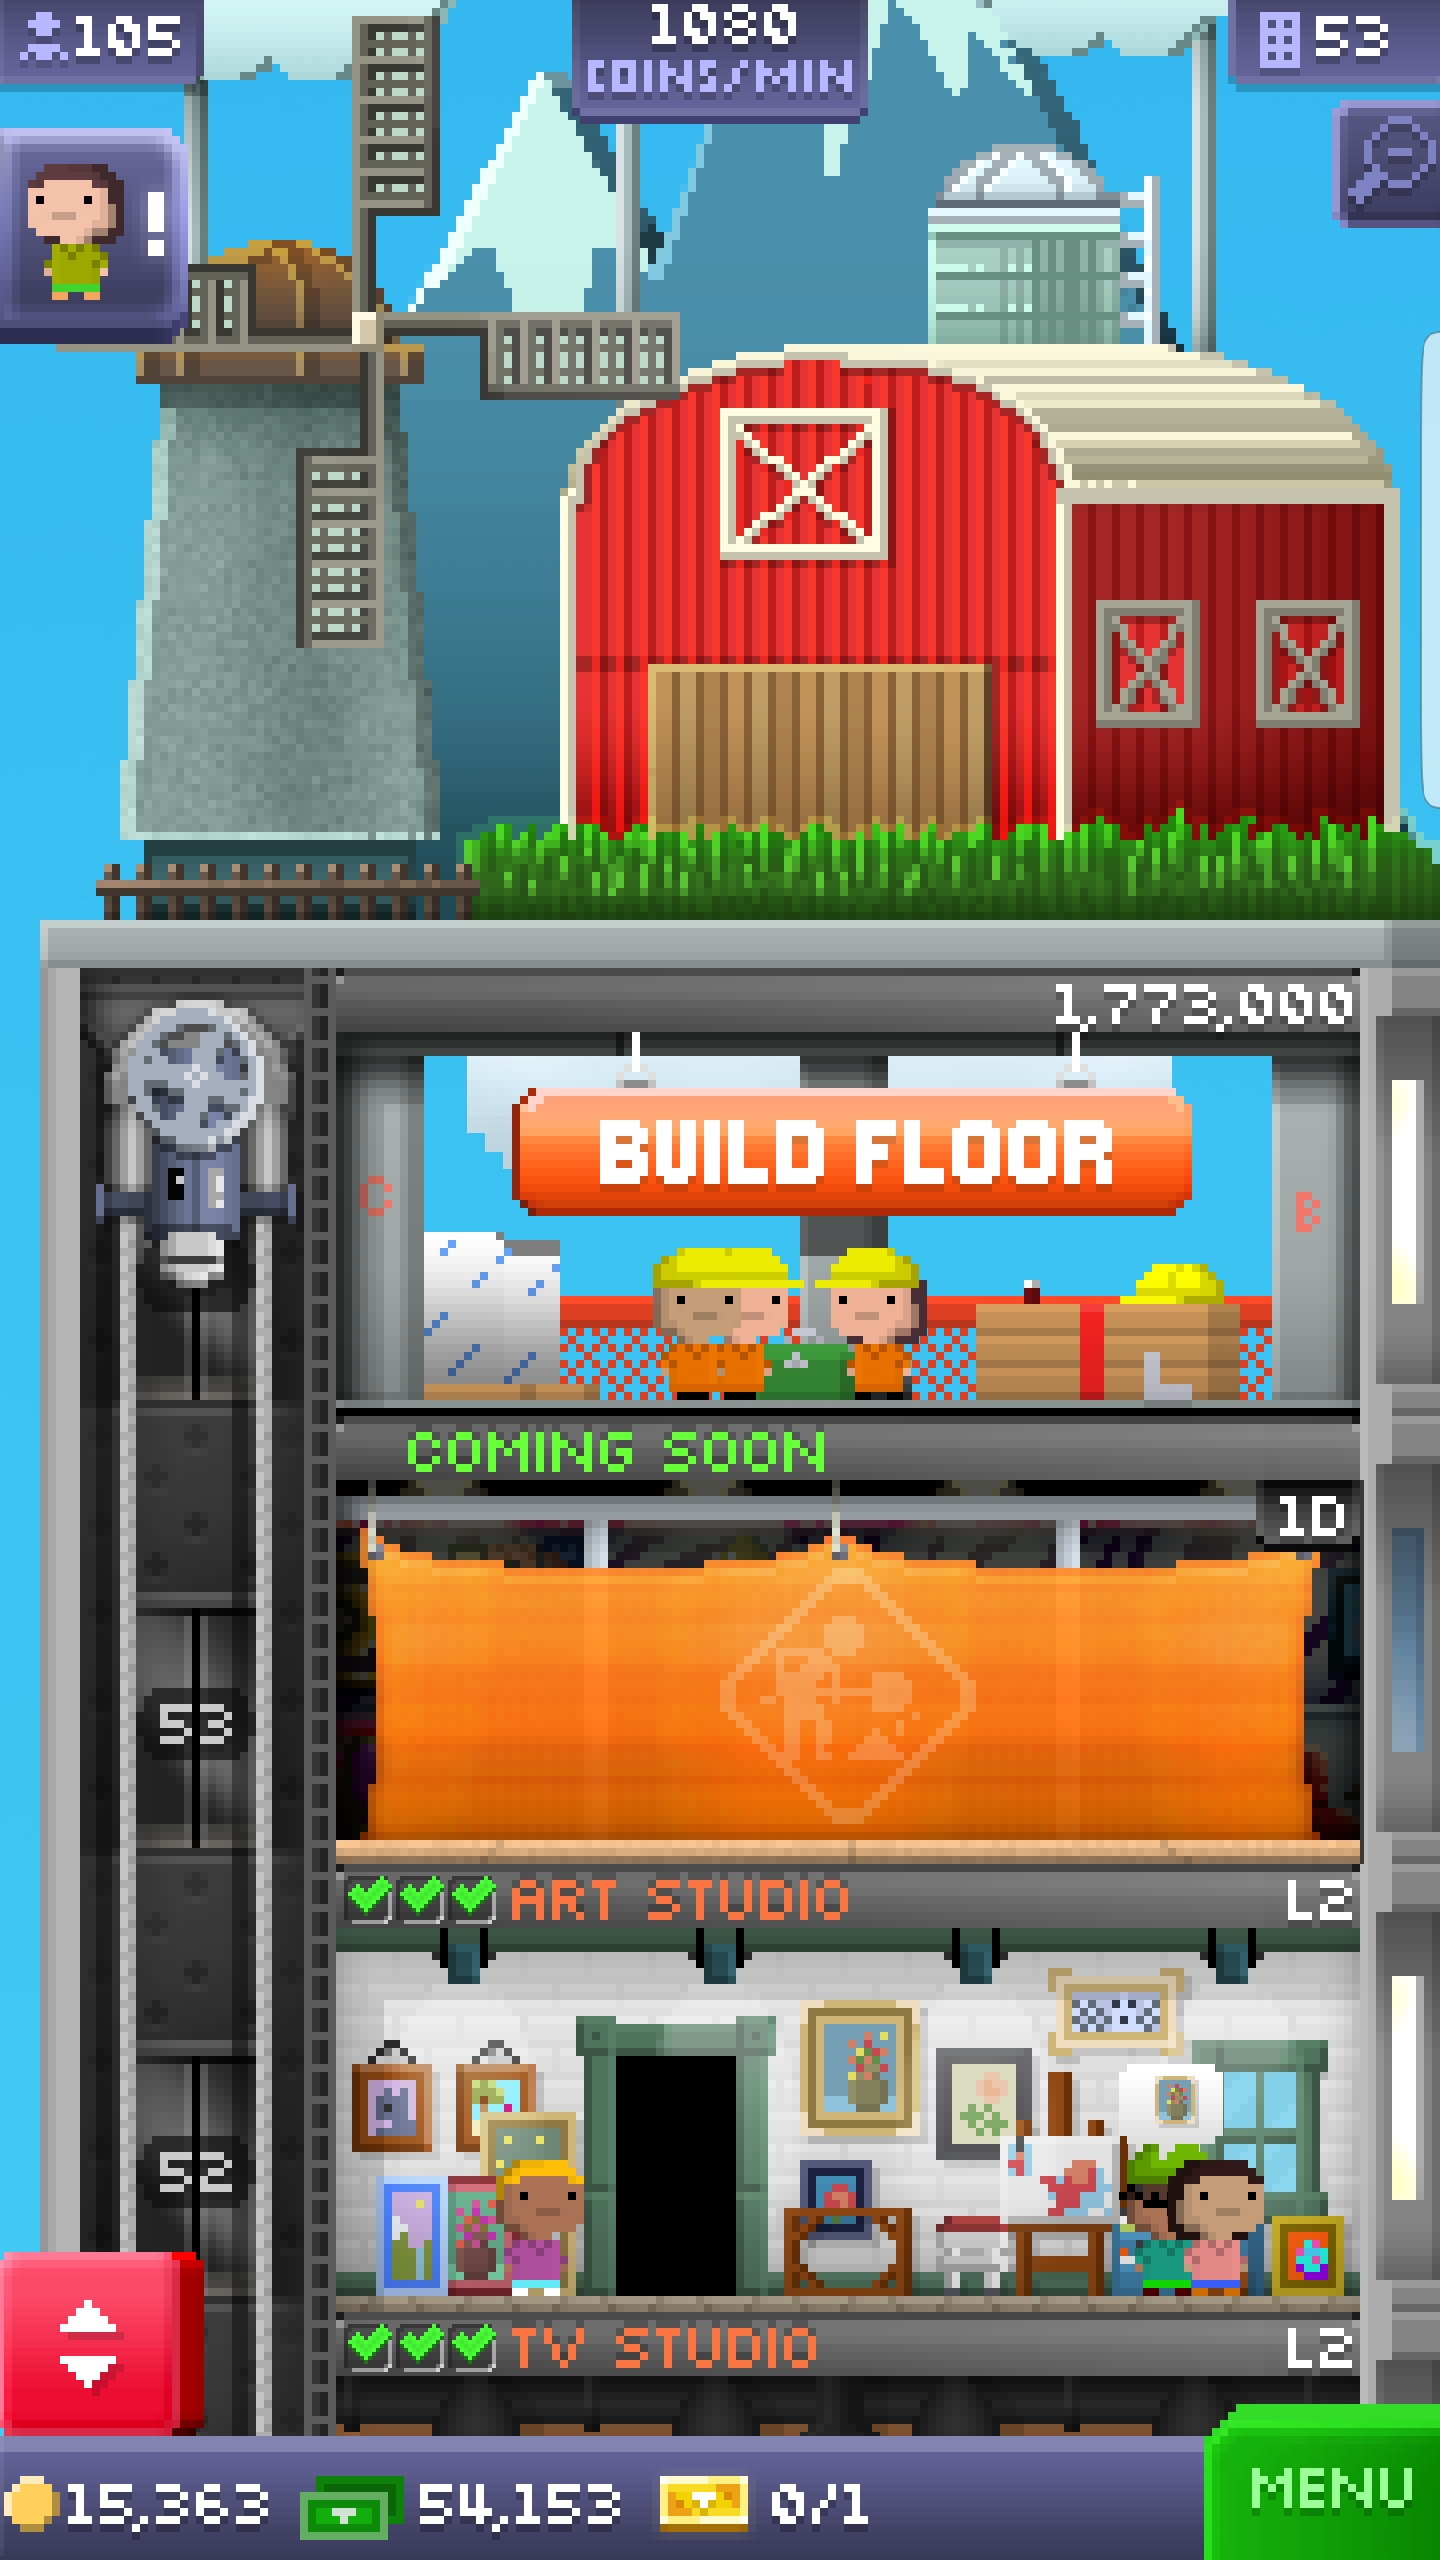 105
1080
COINS/MIN
53
!
1,773,000
BUILD FLOOR
C
B
COMING SOON
1D
53
ART STUDIO L2
52
TV STUDIO L2
15,363 54,153 0/1
MENU